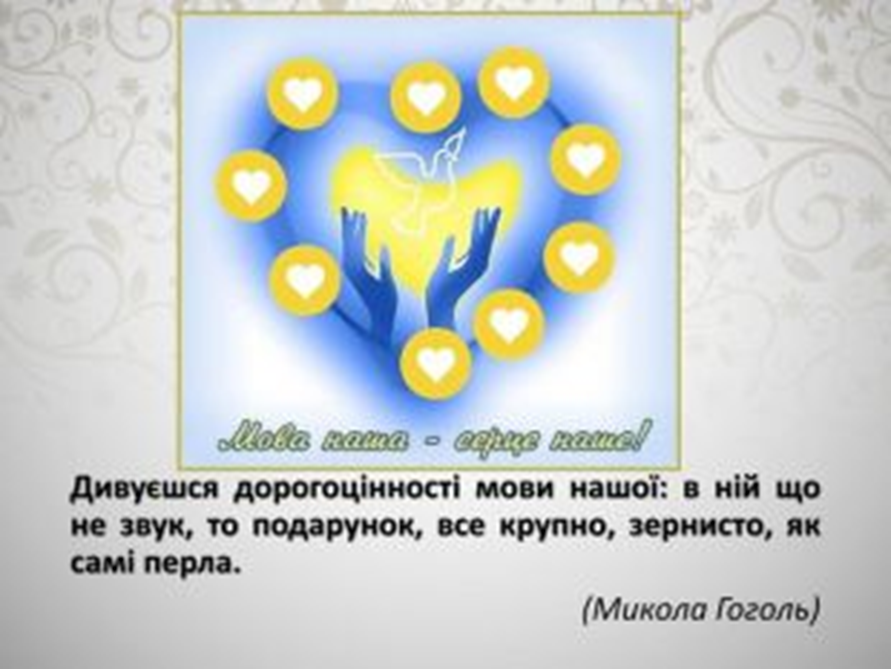 Мова наша - серце наше!
Дивуєшся дорогоцінності мови нашої: в ній що
не звук, то подарунок, все крупно, зернисто, як
самі перла.
(Микола Гоголь)